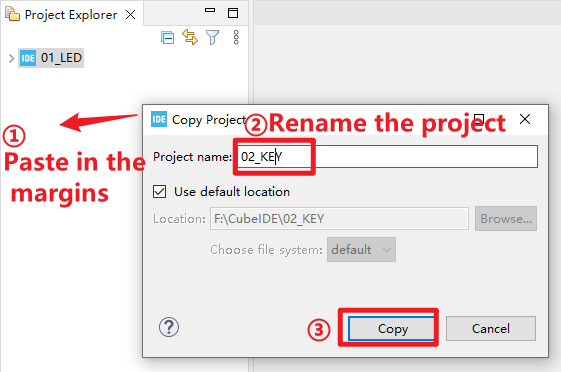 Project Explorer
IDE 01_LED
①
Paste in the
margins
IDE Copy Project
②Rename the project
Project name: 02_KEY
Use default location
Location: F:\CubeIDE\02_KEY Browse...
Choose file system: default
③ Copy Cancel